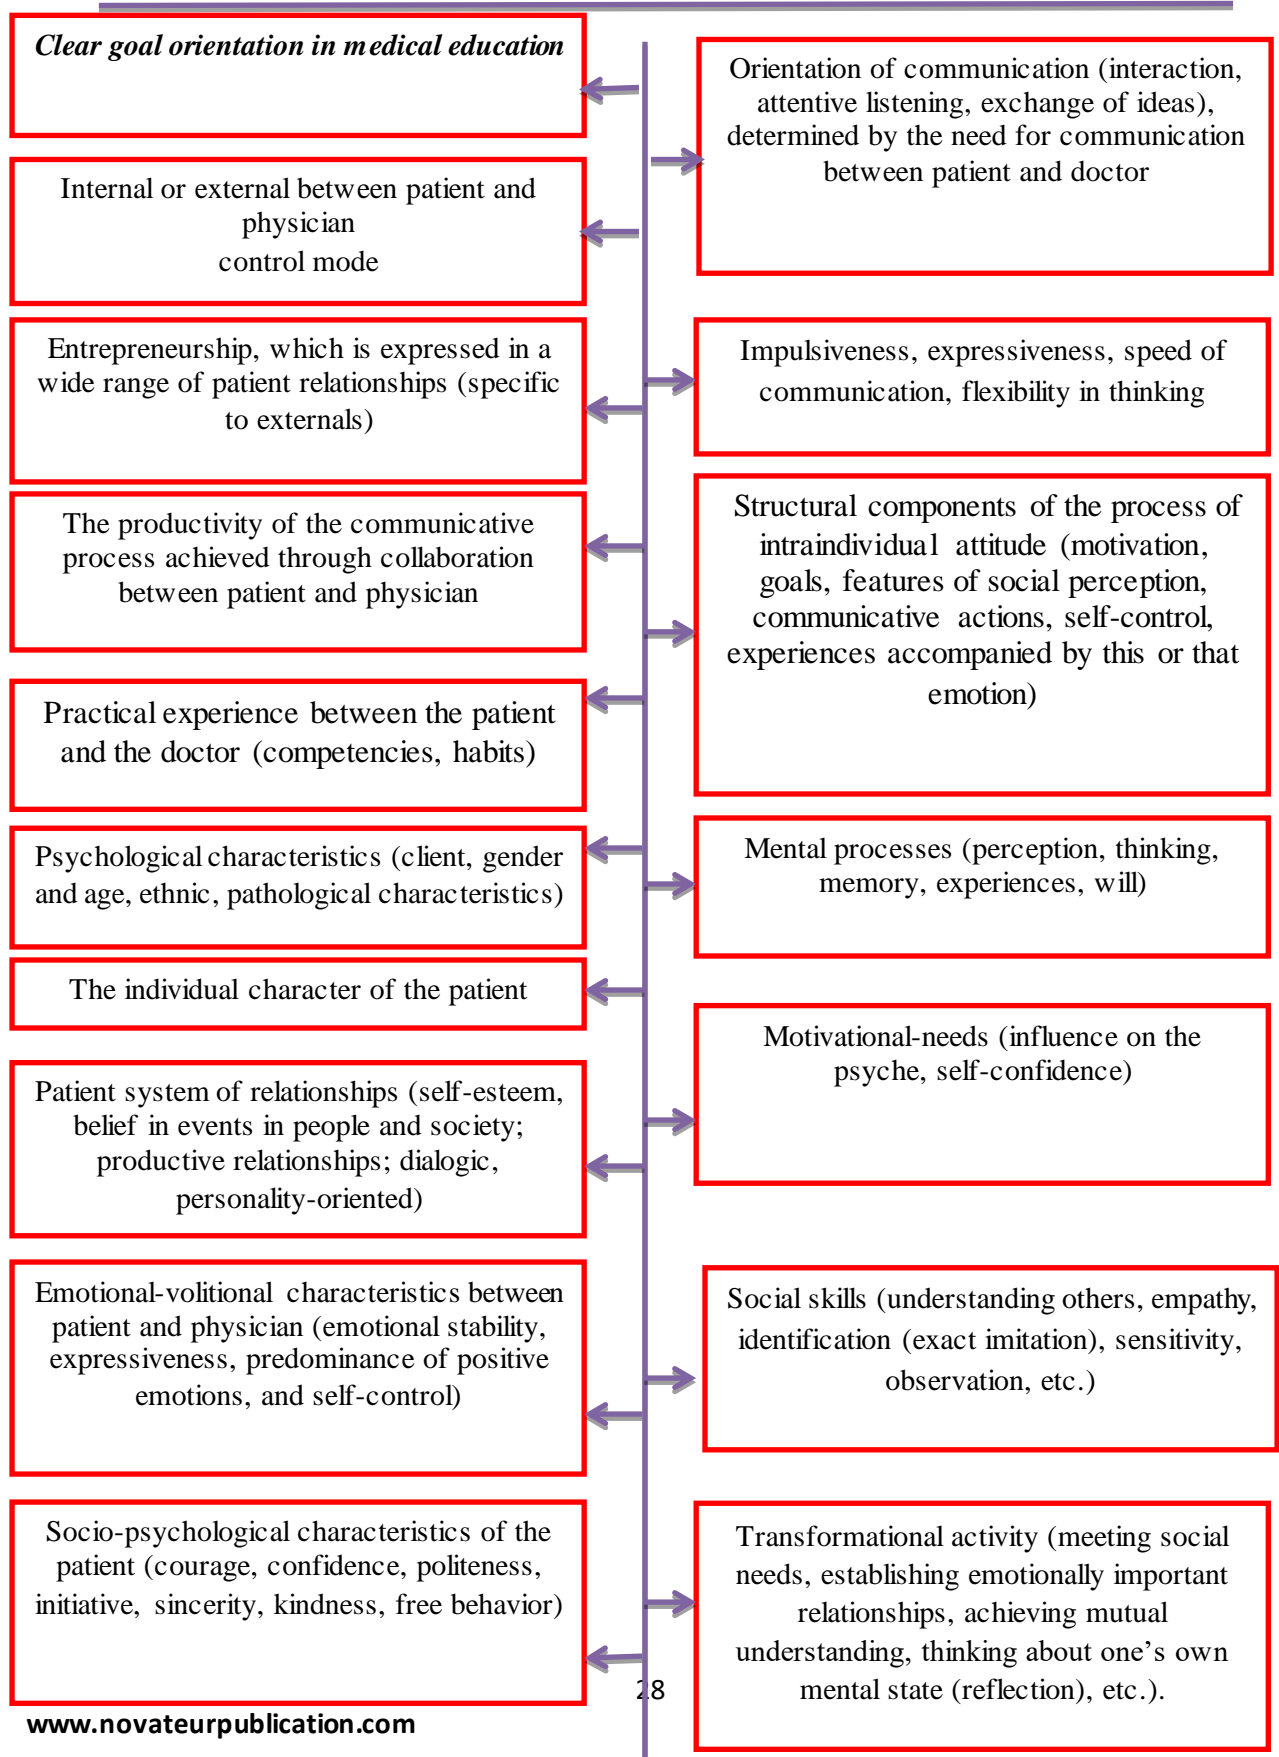 Clear goal orientation in medical education
Internal or external between patient and
physician
control mode
Entrepreneurship, which is expressed in a
wide range of patient relationships (specific
to externals)
The productivity of the communicative
process achieved through collaboration
between patient and physician
Practical experience between the patient
and the doctor (competencies, habits)
Psychological characteristics (client, gender
and age, ethnic, pathological characteristics)
The individual character of the patient
Patient system of relationships (self-esteem,
belief in events in people and society;
productive relationships; dialogic,
personality-oriented)
Emotional-volitional characteristics between
patient and physician (emotional stability,
expressiveness, predominance of positive
emotions, and self-control)
Socio-psychological characteristics of the
patient (courage, confidence, politeness,
initiative, sincerity, kindness, free behavior)
Orientation of communication (interaction,
attentive listening, exchange of ideas),
determined by the need for communication
between patient and doctor
Impulsiveness, expressiveness, speed of
communication, flexibility in thinking
Structural components of the process of
intraindividual attitude (motivation,
goals, features of social perception,
communicative actions, self-control,
experiences accompanied by this or that
emotion)
Mental processes (perception, thinking,
memory, experiences, will)
Motivational-needs (influence on the
psyche, self-confidence)
Social skills (understanding others, empathy,
identification (exact imitation), sensitivity,
observation, etc.)
Transformational activity (meeting social
needs, establishing emotionally important
relationships, achieving mutual
understanding, thinking about one's own
mental state (reflection), etc.).
28
www.novateurpublication.com